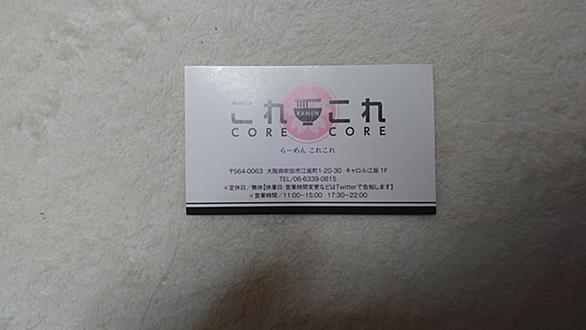 これ これ
RAMEN
CORE CORE
らーめん これこれ
〒564-0063 大阪府吹田市江坂町1-20-30 キャロル江坂 1F
TEL/06-6339-0815
※定休日／無休【休業日・営業時間変更などはTwitterで告知します】
※営業時間／11:00〜15:00 17:30〜22:00